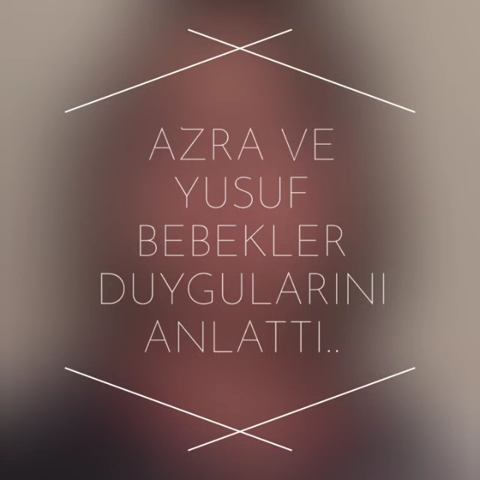 AZRA VE
YUSUF
BEBEKLER
DUYGULARINI
ANLATTI..